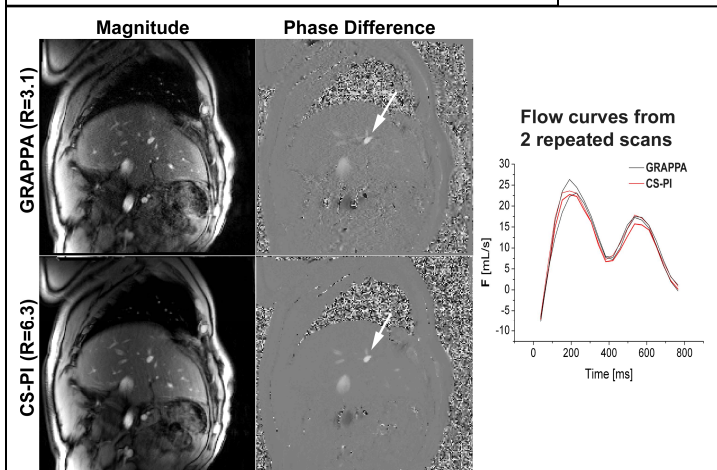 Magnitude
Phase Difference
GRAPPA (R=3.1)
CS-PI (R=6.3)
Flow curves from
2 repeated scans
GRAPPA
CS-PI
F [mL/s]
30
25
20
15
10
5
0
-5
-10
0
200
400
600
800
Time [ms]